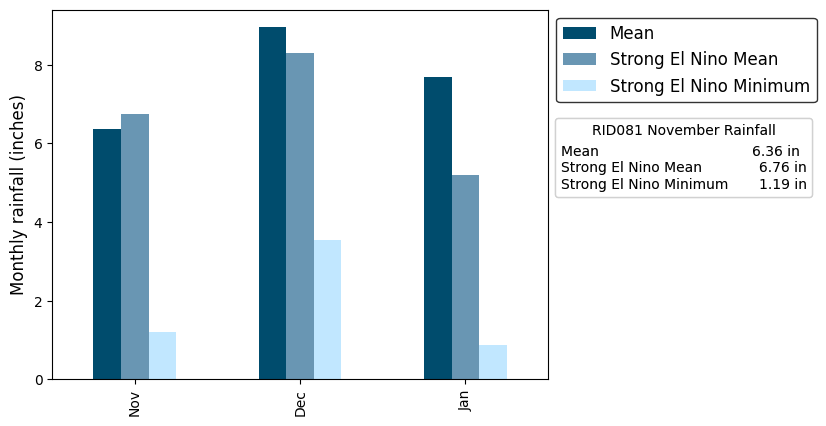 Mean
Strong El Nino Mean
Strong El Nino Minimum
RID081 November Rainfall
Mean 6.36 in
Strong El Nino Mean 6.76 in
Strong El Nino Minimum 1.19 in
Monthly rainfall (inches)
8
6
4
2
0
Nov
Dec
Jan